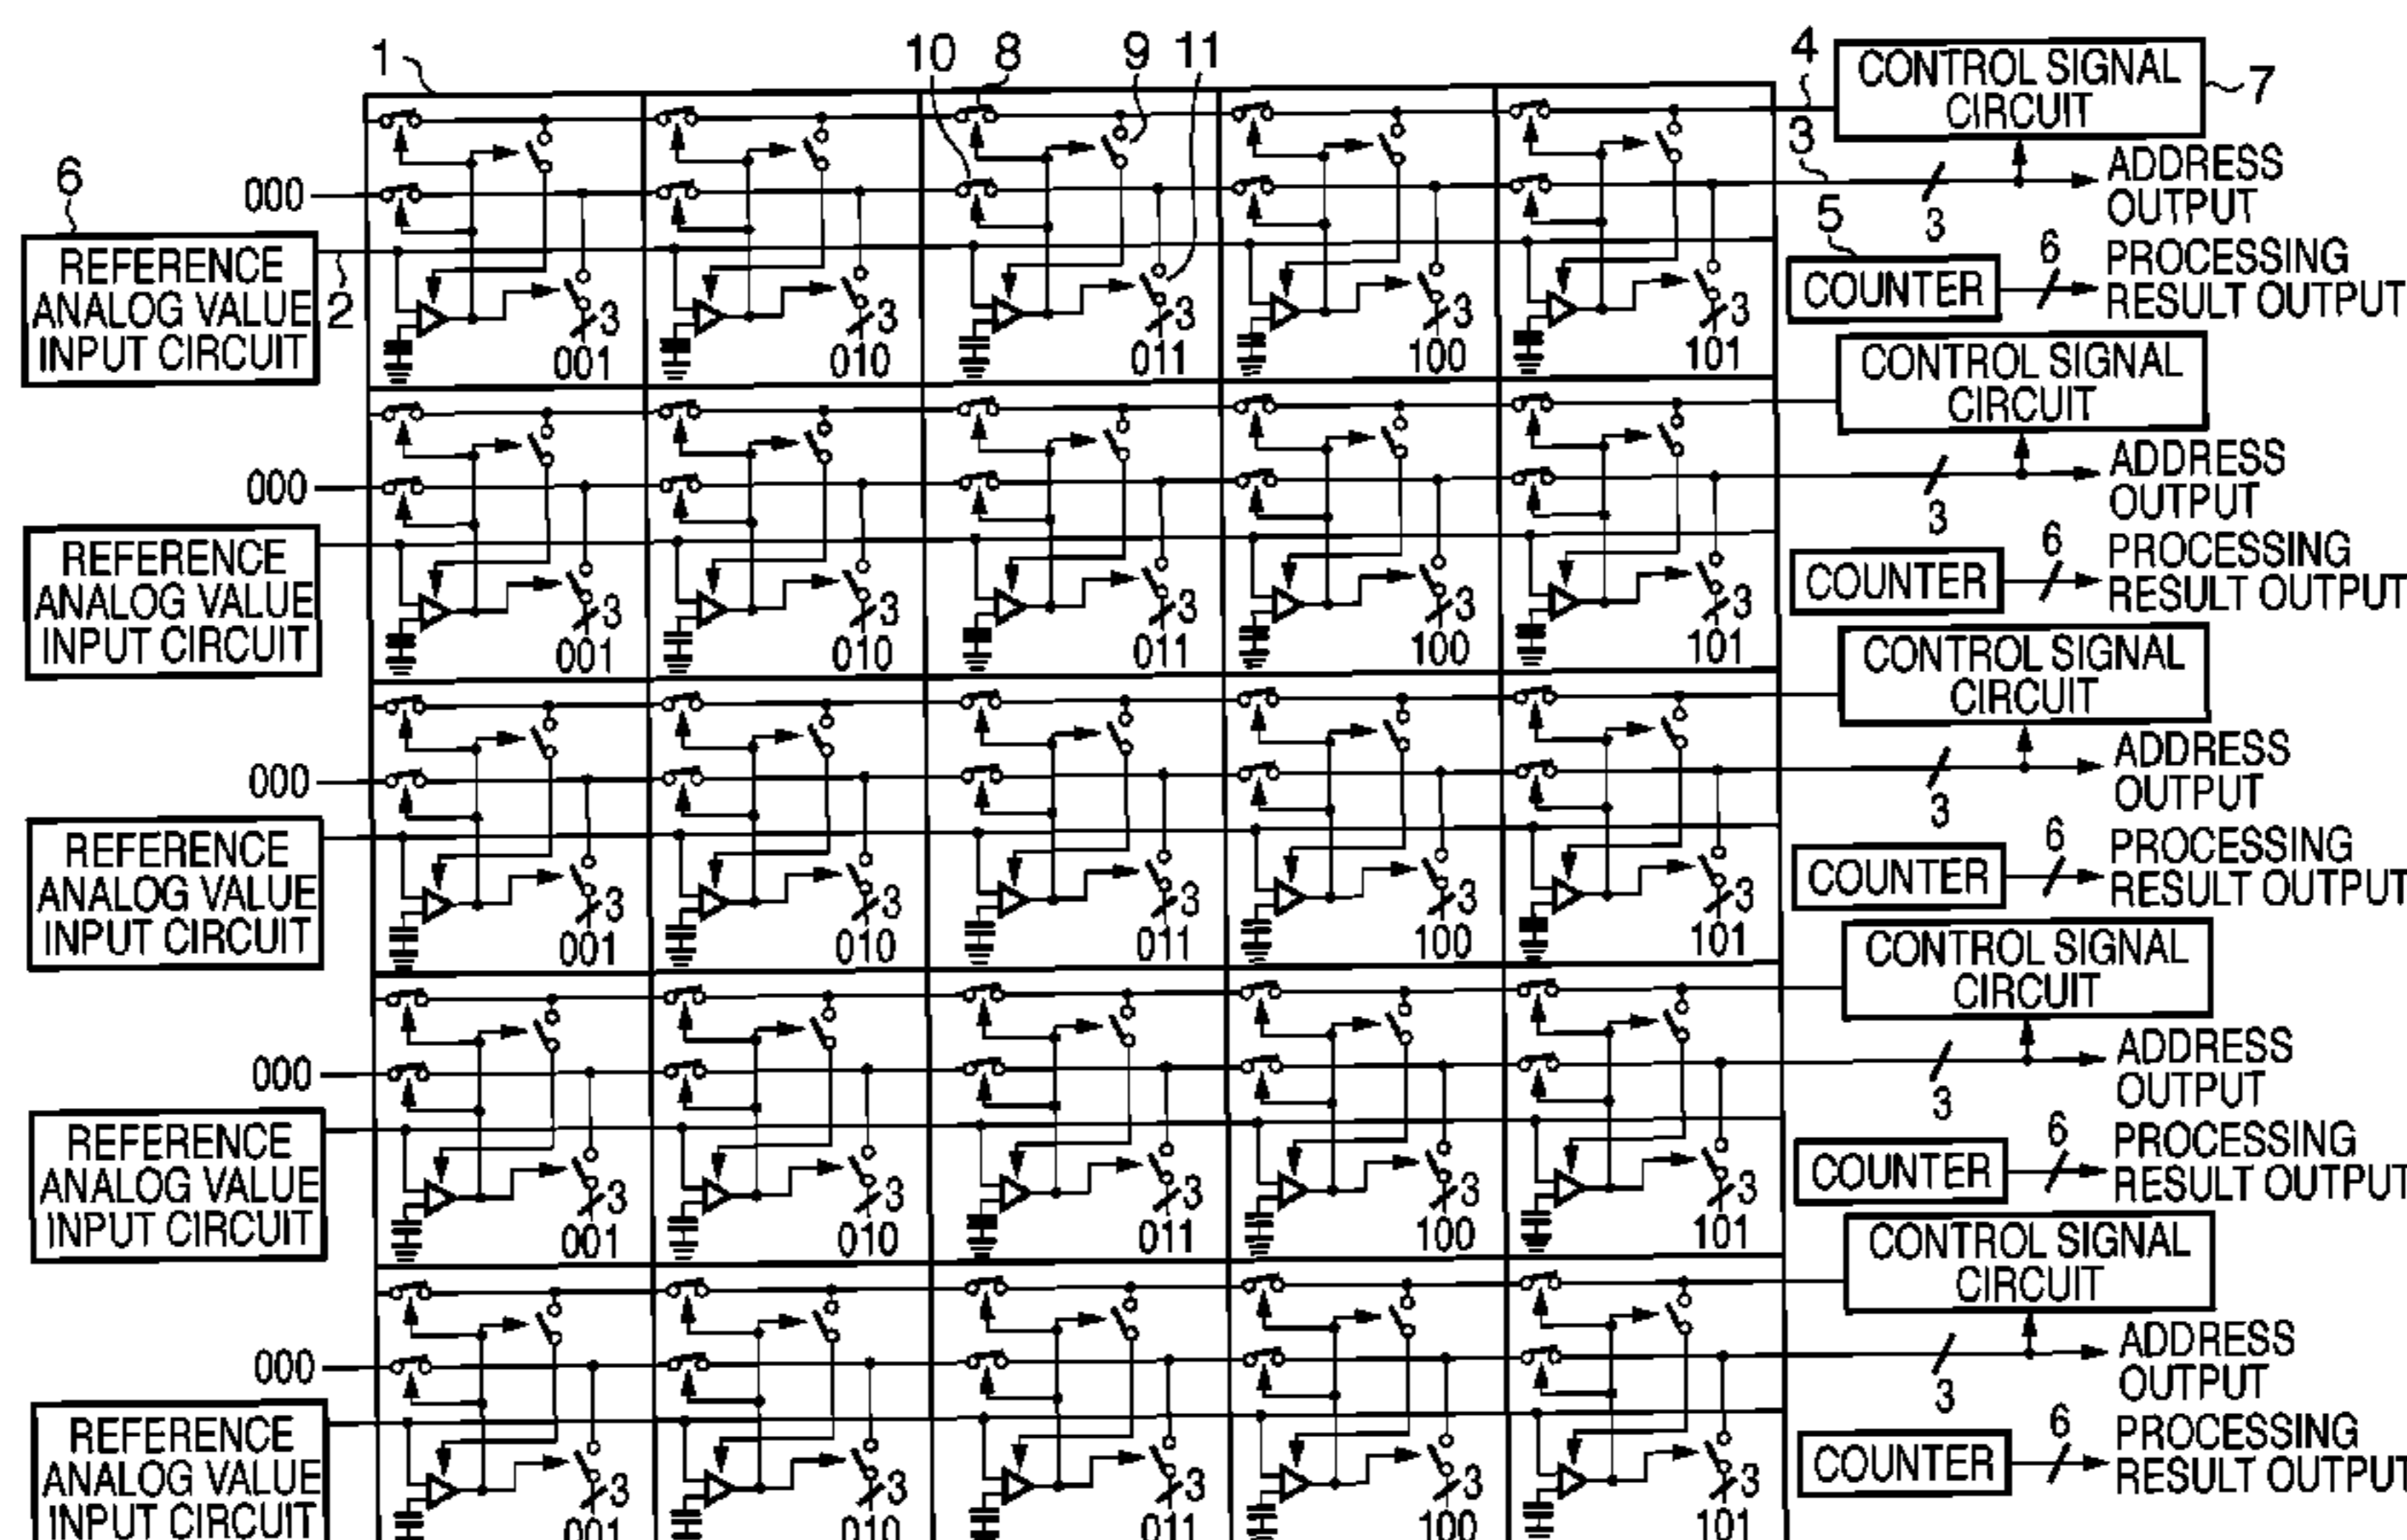 1
10
8
9
11
4
CONTROL SIGNAL
CIRCUIT
7
3
6
000
ADDRESS
OUTPUT
3
5
REFERENCE
ANALOG VALUE
INPUT CIRCUIT
2
COUNTER
6
PROCESSING
RESULT OUTPUT
3
3
3
3
3
001
010
011
100
101
CONTROL SIGNAL
CIRCUIT
000
ADDRESS
OUTPUT
3
REFERENCE
ANALOG VALUE
INPUT CIRCUIT
COUNTER
6
PROCESSING
RESULT OUTPUT
3
3
3
3
3
001
010
011
100
101
CONTROL SIGNAL
CIRCUIT
000
ADDRESS
OUTPUT
3
REFERENCE
ANALOG VALUE
INPUT CIRCUIT
COUNTER
6
PROCESSING
RESULT OUTPUT
3
3
3
3
3
001
010
011
100
101
CONTROL SIGNAL
CIRCUIT
000
ADDRESS
OUTPUT
3
REFERENCE
ANALOG VALUE
INPUT CIRCUIT
COUNTER
6
PROCESSING
RESULT OUTPUT
3
3
3
3
3
001
010
011
100
101
CONTROL SIGNAL
CIRCUIT
000
ADDRESS
OUTPUT
3
REFERENCE
ANALOG VALUE
INPUT CIRCUIT
COUNTER
6
PROCESSING
RESULT OUTPUT
3
3
3
3
3
001
010
011
100
101